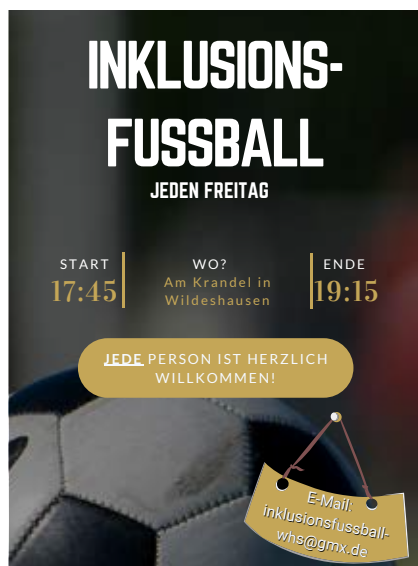 INKLUSIONS-
FUSSBALL
JEDEN FREITAG
START
17:45
WO?
Am Krandel in
Wildeshausen
ENDE
19:15
JEDE PERSON IST HERZLICH
WILLKOMMEN!
E-Mail:
inklusionsfussball-
whs@gmx.de